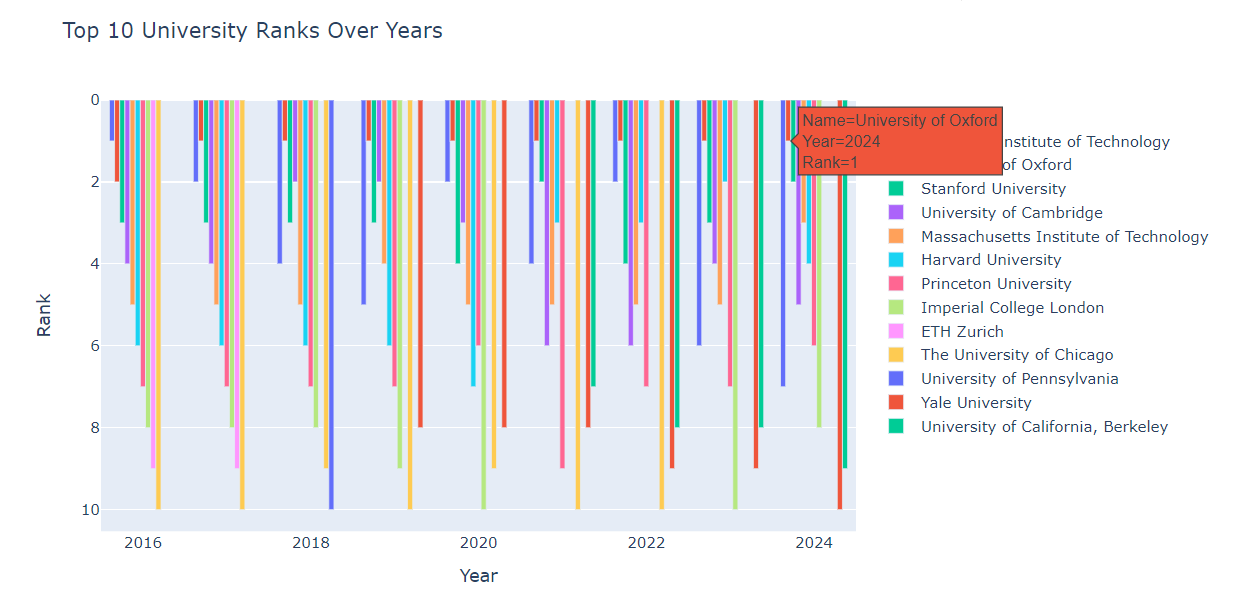 Top 10 University Ranks Over Years
0
2
4
6
8
10
Rank
2016
2018
2020
2022
2024
Year
Name=University of Oxford
Year=2024
Rank=1
nstitute of Technology
of Oxford
Stanford University
University of Cambridge
Massachusetts Institute of Technology
Harvard University
Princeton University
Imperial College London
ETH Zurich
The University of Chicago
University of Pennsylvania
Yale University
University of California, Berkeley